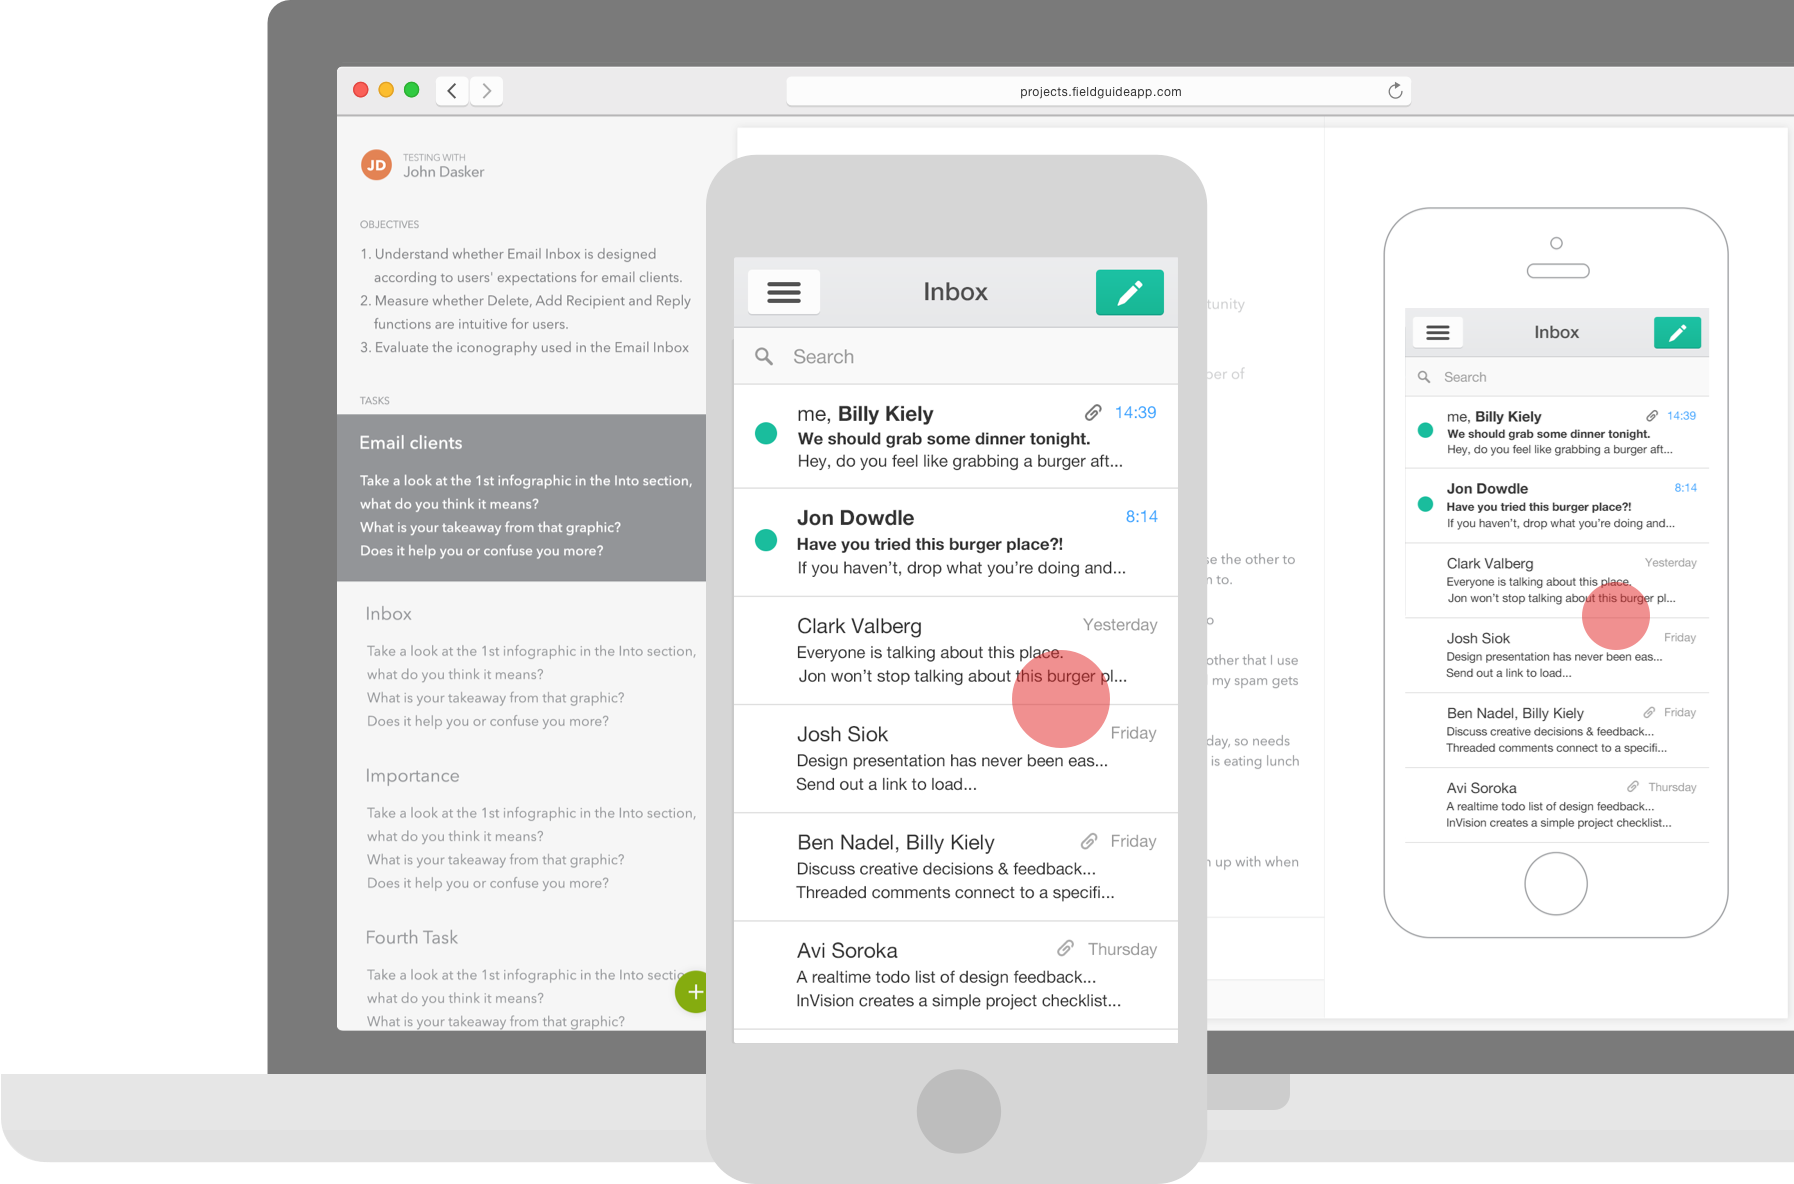 projects.fieldguideapp.com
JD
TESTING WITH
John Dasker
OBJECTIVES
1. Understand whether Email Inbox is designed
according to users' expectations for email clients.
2. Measure whether Delete, Add Recipient and Reply
functions are intuitive for users.
3. Evaluate the iconography used in the Email Inbox
TASKS
Email clients
Take a look at the 1st infographic in the Into section,
what do you think it means?
What is your takeaway from that graphic?
Does it help you or confuse you more?
Inbox
Take a look at the 1st infographic in the Into section,
what do you think it means?
What is your takeaway from that graphic?
Does it help you or confuse you more?
Importance
Take a look at the 1st infographic in the Into section,
what do you think it means?
What is your takeaway from that graphic?
Does it help you or confuse you more?
Fourth Task
Take a look at the 1st infographic in the Into sectio
what do you think it means?
What is your takeaway from that graphic?
Inbox
Search
me, Billy Kiely 14:39
We should grab some dinner tonight.
Hey, do you feel like grabbing a burger aft...
Jon Dowdle 8:14
Have you tried this burger place?!
If you haven't, drop what you're doing and...
Clark Valberg Yesterday
Everyone is talking about this place.
Jon won't stop talking about this burger pl...
Josh Siok Friday
Design presentation has never been eas...
Send out a link to load...
Ben Nadel, Billy Kiely Friday
Discuss creative decisions & feedback...
Threaded comments connect to a specifi...
Avi Soroka Thursday
A realtime todo list of design feedback...
InVision creates a simple project checklist...
tunity
of
the other to
to.
other that I use
my spam gets
day, so needs
is eating lunch
up with when
Inbox
Search
me, Billy Kiely 14:39
We should grab some dinner tonight.
Hey, do you feel like grabbing a burger aft...
Jon Dowdle 8:14
Have you tried this burger place?!
If you haven't, drop what you're doing and...
Clark Valberg Yesterday
Everyone is talking about this place.
Jon won't stop talking about this burger pl...
Josh Siok Friday
Design presentation has never been eas...
Send out a link to load...
Ben Nadel, Billy Kiely Friday
Discuss creative decisions & feedback...
Threaded comments connect to a specifi...
Avi Soroka Thursday
A realtime todo list of design feedback...
InVision creates a simple project checklist...